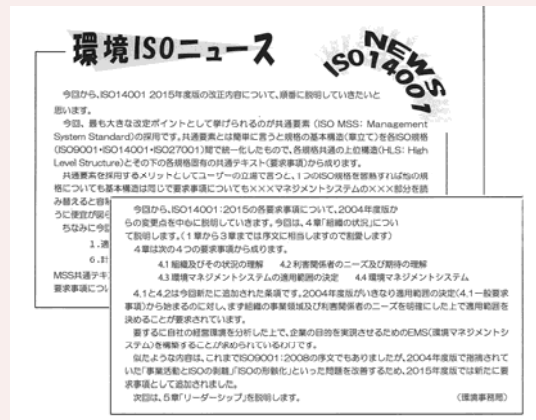 環境ISOニュース
NEWS
ISO14001
今回から、ISO14001 2015年度版の改正内容について、順番に説明していきたいと
思います。
今回、最も大きな改定ポイントとして挙げられるのが共通要素 (ISO MSS: Management
System Standard)の採用です。共通要素とは簡単に言うと規格の基本構造(章立て)を各ISO規格
(ISO9001・ISO14001・ISO27001)間で統一化したもので、各規格共通の上位構造(HLS: High
Level Structure)とその下の各規格固有の共通テキスト(要求事項)から成ります。
共通要素を採用するメリットとしてユーザーの立場で言うと、1つのISO規格を理解すれば他の規
格についても基本構造は同じで要求事項についても×××マネジメントシステムの×××部分を読
み替えると容易
うに便宜が図ら
ちなみに今回
1.適
6.計
MSS共通テキ
要求事項につい
今回から、ISO14001:2015の各要求事項について、2004年度版か
らの変更点を中心に説明していきます。今回は、4章「組織の状況」につい
て説明します。(1章から3章までは序文に相当しますので割愛します)
4章は次の4つの要求事項から成ります。
4.1 組織及びその状況の理解 4.2 利害関係者のニーズ及び期待の理解
4.3 環境マネジメントシステムの適用範囲の決定 4.4 環境マネジメントシステム
4.1と4.2は今回新たに追加された条項です。2004年度版がいきなり適用範囲の決定(4.1一般要求
事項)から始まるのに対し、まず組織の事業領域及び利害関係者のニーズを明確にした上で適用範囲を
決めることが要求されています。
要するに自社の経営環境を分析した上で、企業の目的を実現させるためのEMS(環境マネジメントシ
ステム)を構築することが求められているわけです。
似たような内容は、これまでISO9001:2008の序文でもありましたが、2004年度版で指摘されて
いた「事業活動とISOの剥離」「ISOの形骸化」といった問題を改善するため、2015年度版では新たに要
求事項として追加されました。
次回は、5章「リーダーシップ」を説明します。
(環境事務局)